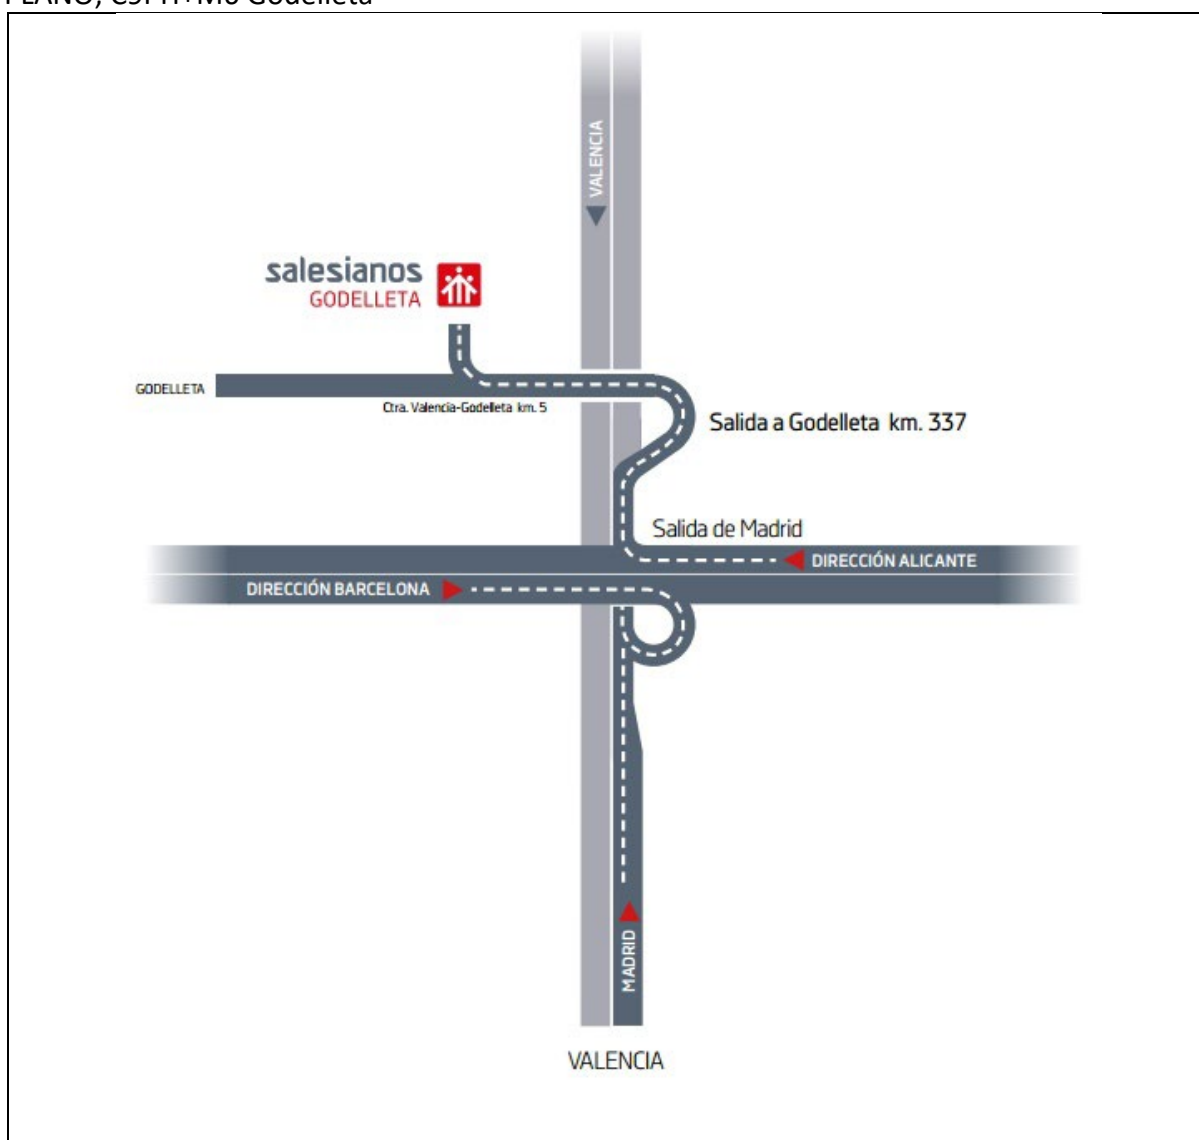 Godelleta
VALENCIA
salesianos
GODELLETA
GODELLETA
Ctra. Valencia-Godelleta km. 5
Salida a Godelleta km. 337
Salida de Madrid
DIRECCIÓN ALICANTE
DIRECCIÓN BARCELONA
MADRID
VALENCIA